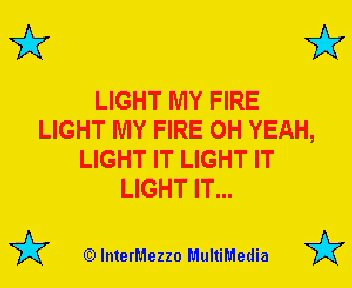 LIGHT MY FIRE
LIGHT MY FIRE OH YEAH,
LIGHT IT LIGHT IT
LIGHT IT...
© InterMezzo MultiMedia